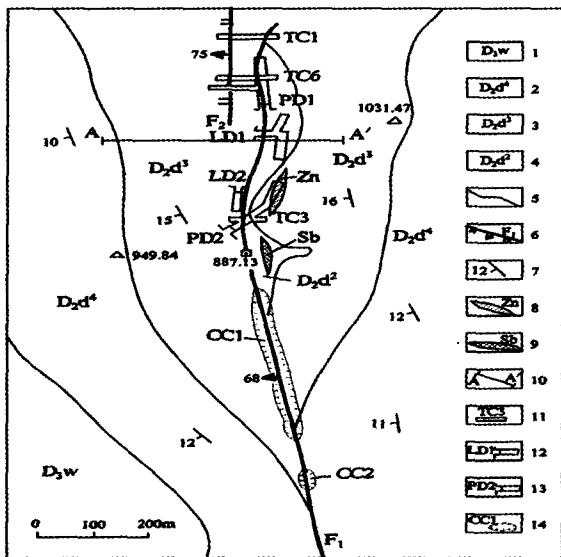 TC1
75
TC6
PD1
F₂
LD1
1031.47
10
A
A′
D₂d³
D₂d³
LD2
Zn
16
15
TC3
PD2
Sb
D₂d⁴
949.84
887.13
D₂d²
D₂d⁴
12
CC1
68
12
11
D₃w
CC2
0 100 200m
F₁
D₃w 1
D₂d⁴ 2
D₂d³ 3
D₂d² 4
5
6
12 7
Zn 8
Sb 9
A A′ 10
TC3 11
LD1 12
PD2 13
CC1 14